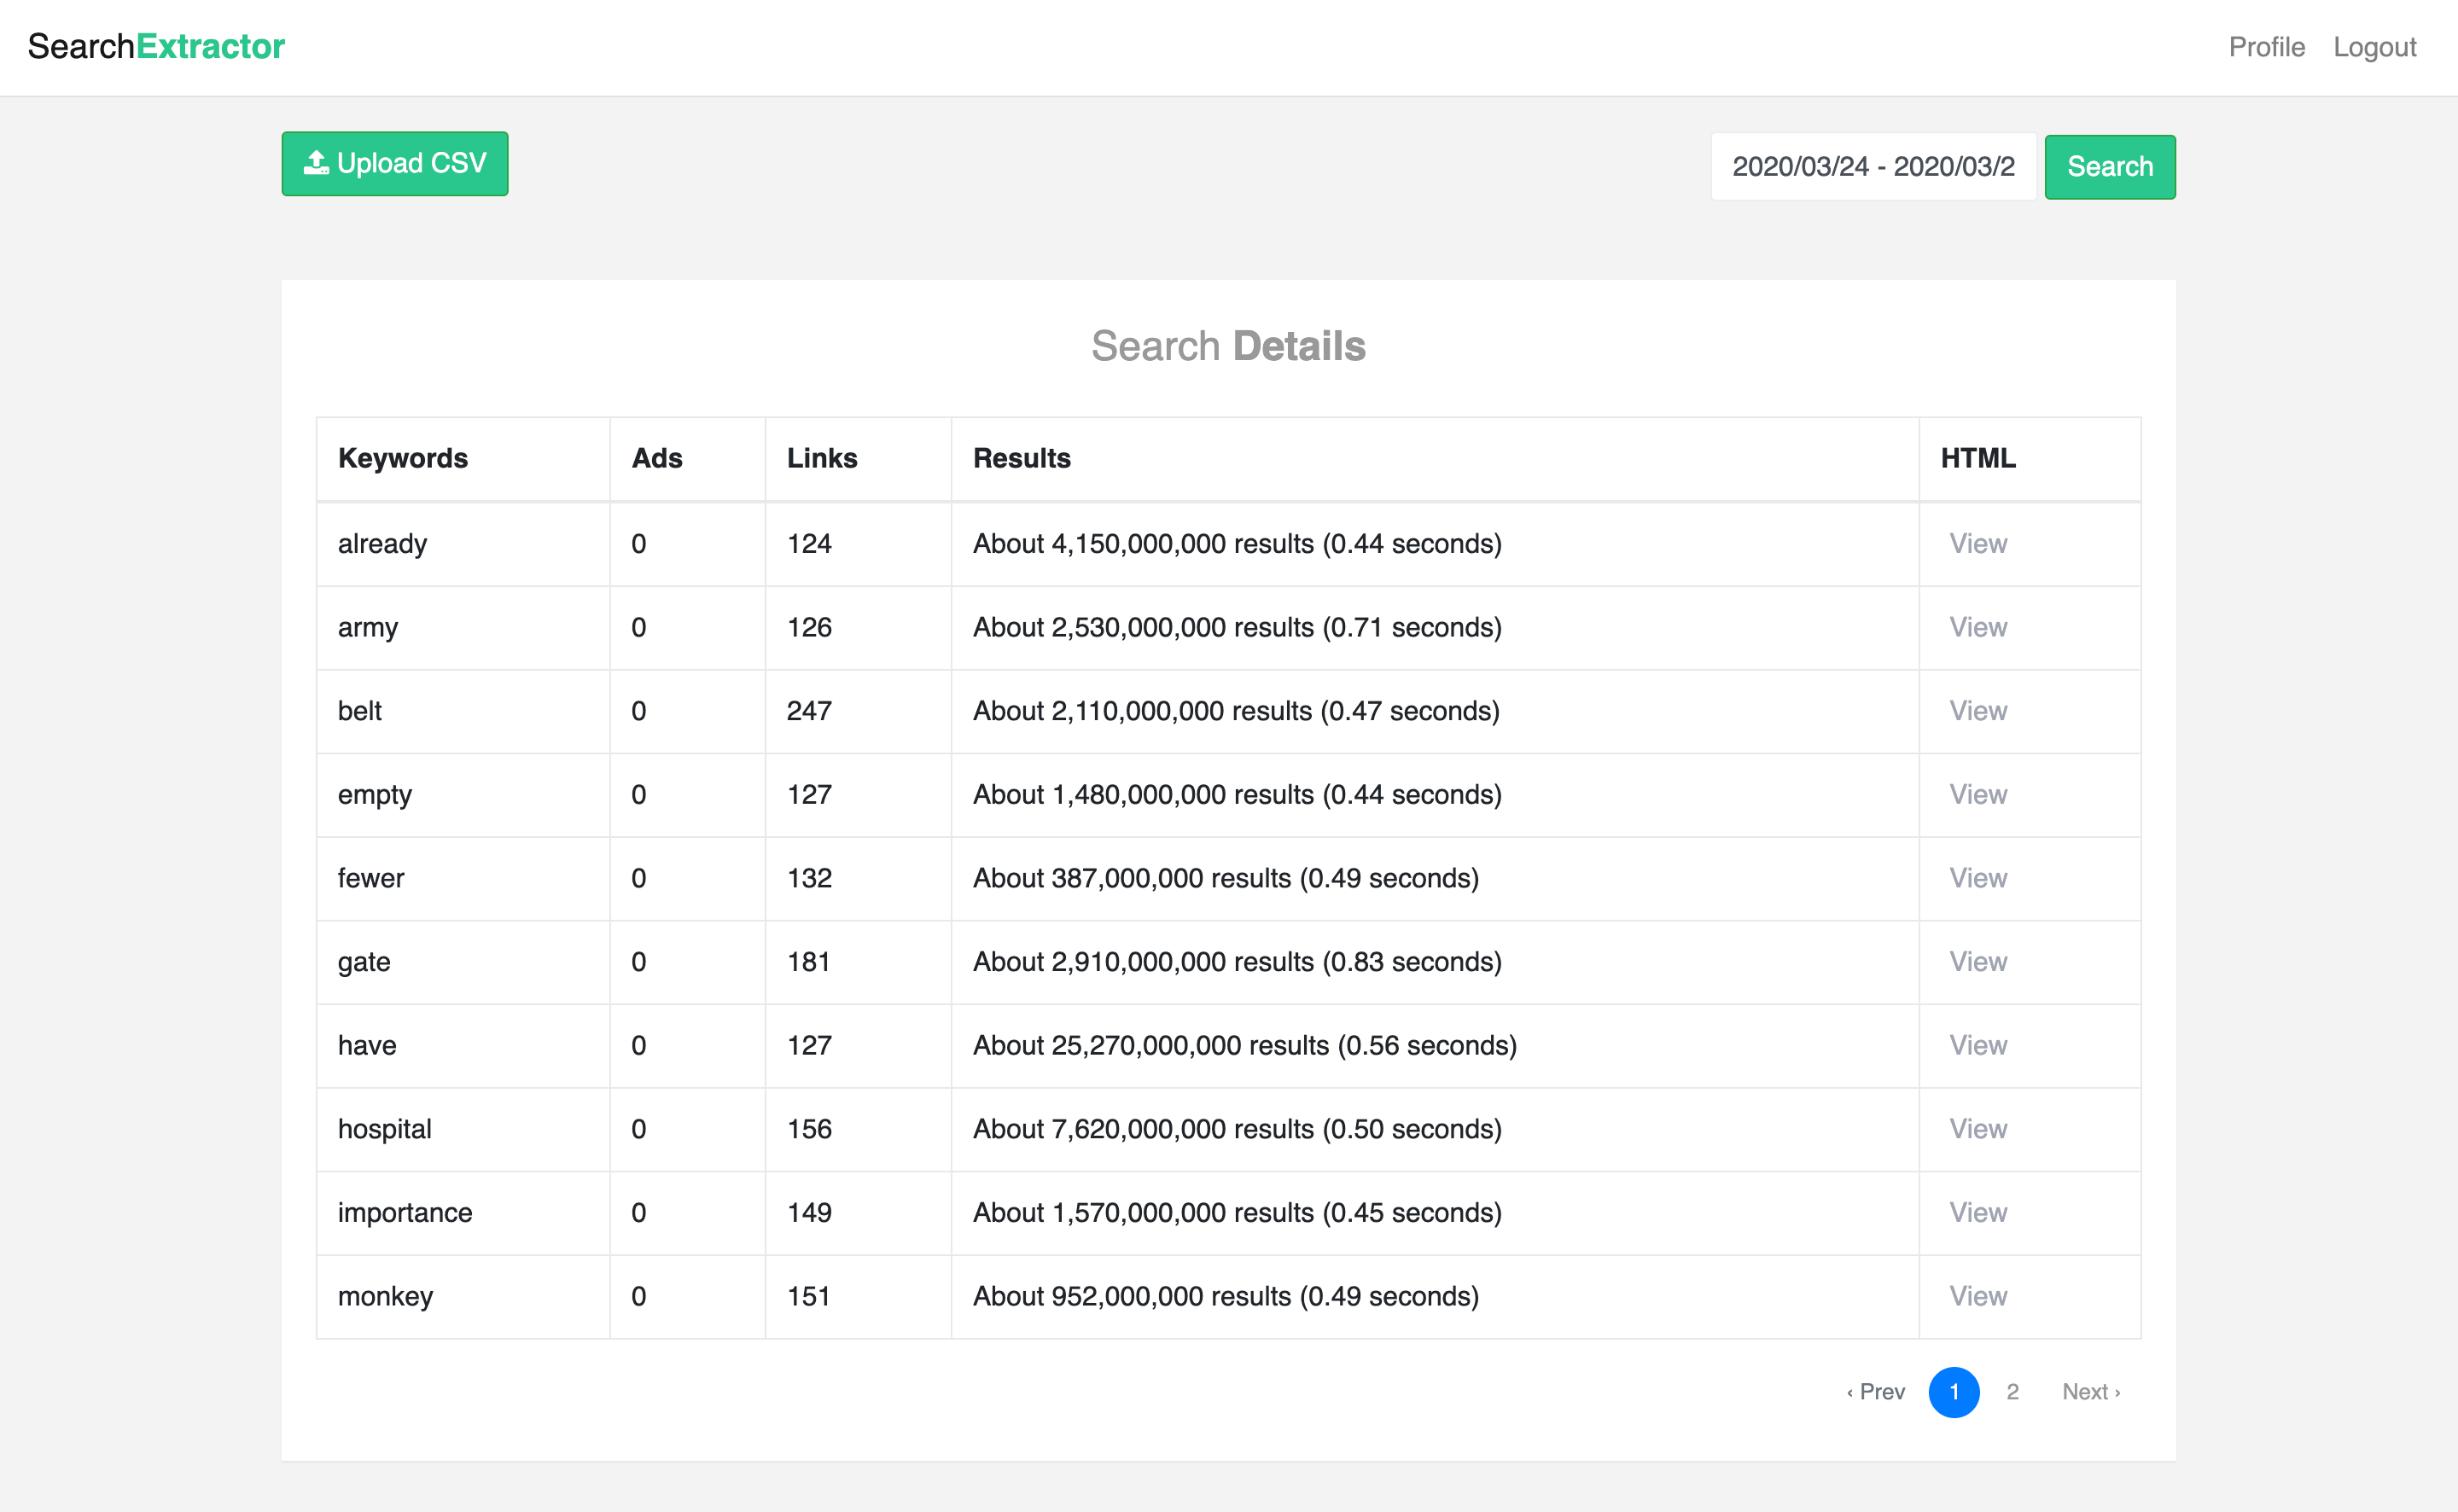 SearchExtractor Profile Logout
Upload CSV 2020/03/24 - 2020/03/2 Search
Search Details
Keywords Ads Links Results HTML
already 0 124 About 4,150,000,000 results (0.44 seconds) View
army 0 126 About 2,530,000,000 results (0.71 seconds) View
belt 0 247 About 2,110,000,000 results (0.47 seconds) View
empty 0 127 About 1,480,000,000 results (0.44 seconds) View
fewer 0 132 About 387,000,000 results (0.49 seconds) View
gate 0 181 About 2,910,000,000 results (0.83 seconds) View
have 0 127 About 25,270,000,000 results (0.56 seconds) View
hospital 0 156 About 7,620,000,000 results (0.50 seconds) View
importance 0 149 About 1,570,000,000 results (0.45 seconds) View
monkey 0 151 About 952,000,000 results (0.49 seconds) View
‹ Prev 1 2 Next ›